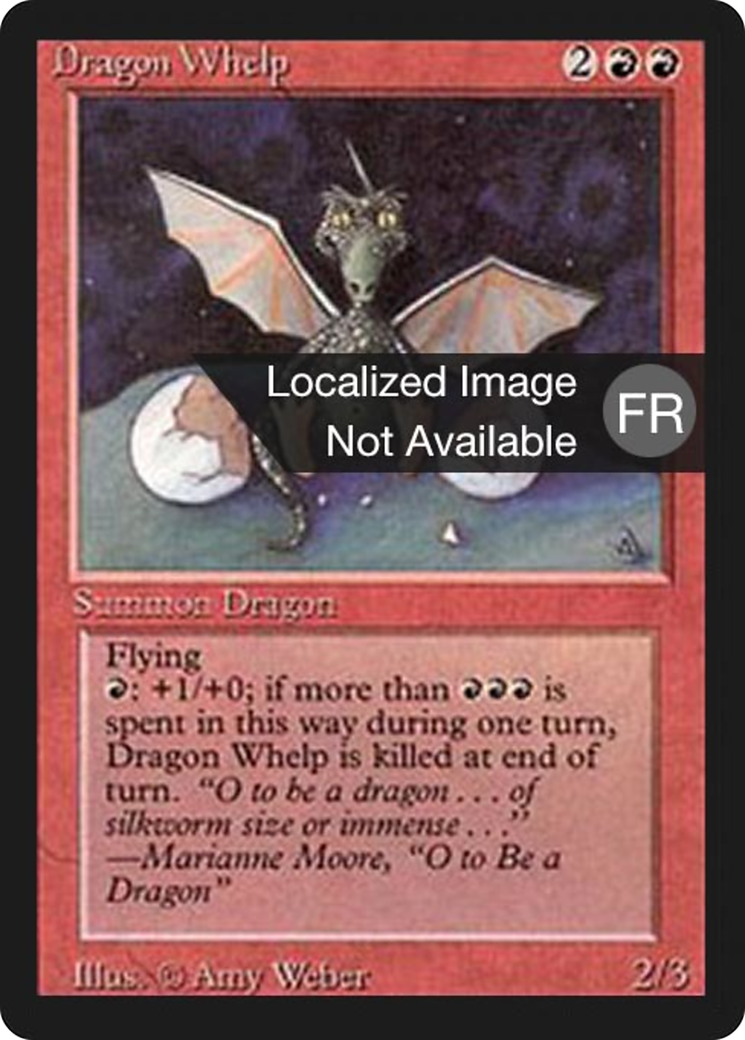 Dragon Whelp 2
Localized Image
Not Available
FR
Summon Dragon
Flying
: +1/+0; if more than is
spent in this way during one turn,
Dragon Whelp is killed at end of
turn. "O to be a dragon . . . of
silkworm size or immense . . ."
—Marianne Moore, "O to Be a
Dragon"
Illus. © Amy Weber 2/3